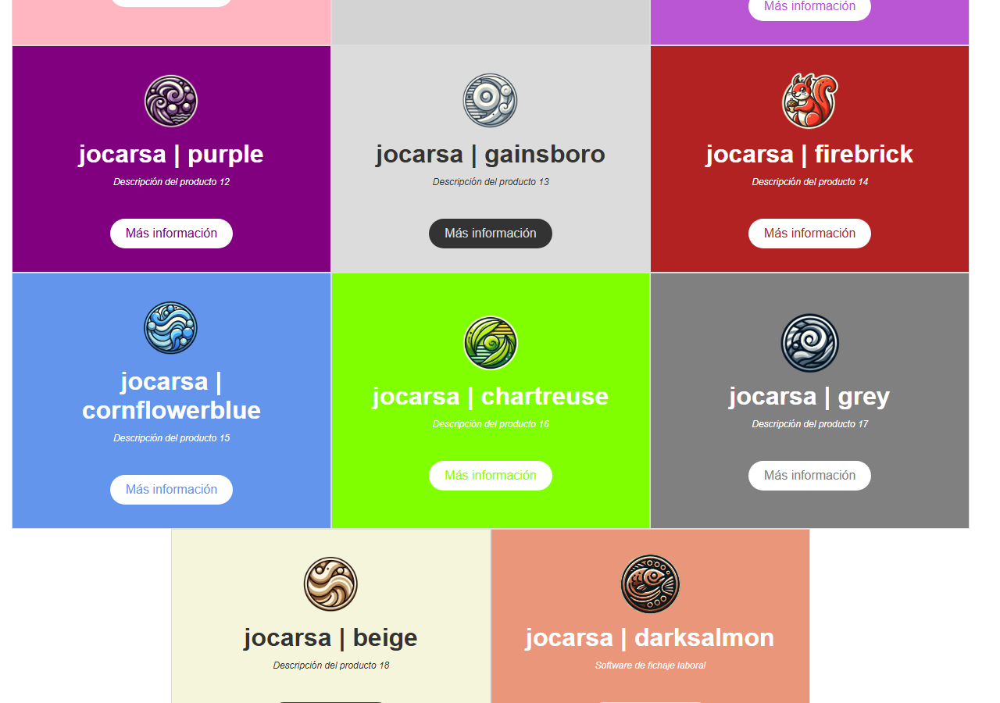 Más información
jocarsa | purple
Descripción del producto 12
Más información
jocarsa | gainsboro
Descripción del producto 13
Más información
jocarsa | firebrick
Descripción del producto 14
Más información
jocarsa |
cornflowerblue
Descripción del producto 15
Más información
jocarsa | chartreuse
Descripción del producto 16
Más información
jocarsa | grey
Descripción del producto 17
Más información
jocarsa | beige
Descripción del producto 18
jocarsa | darksalmon
Software de fichaje laboral